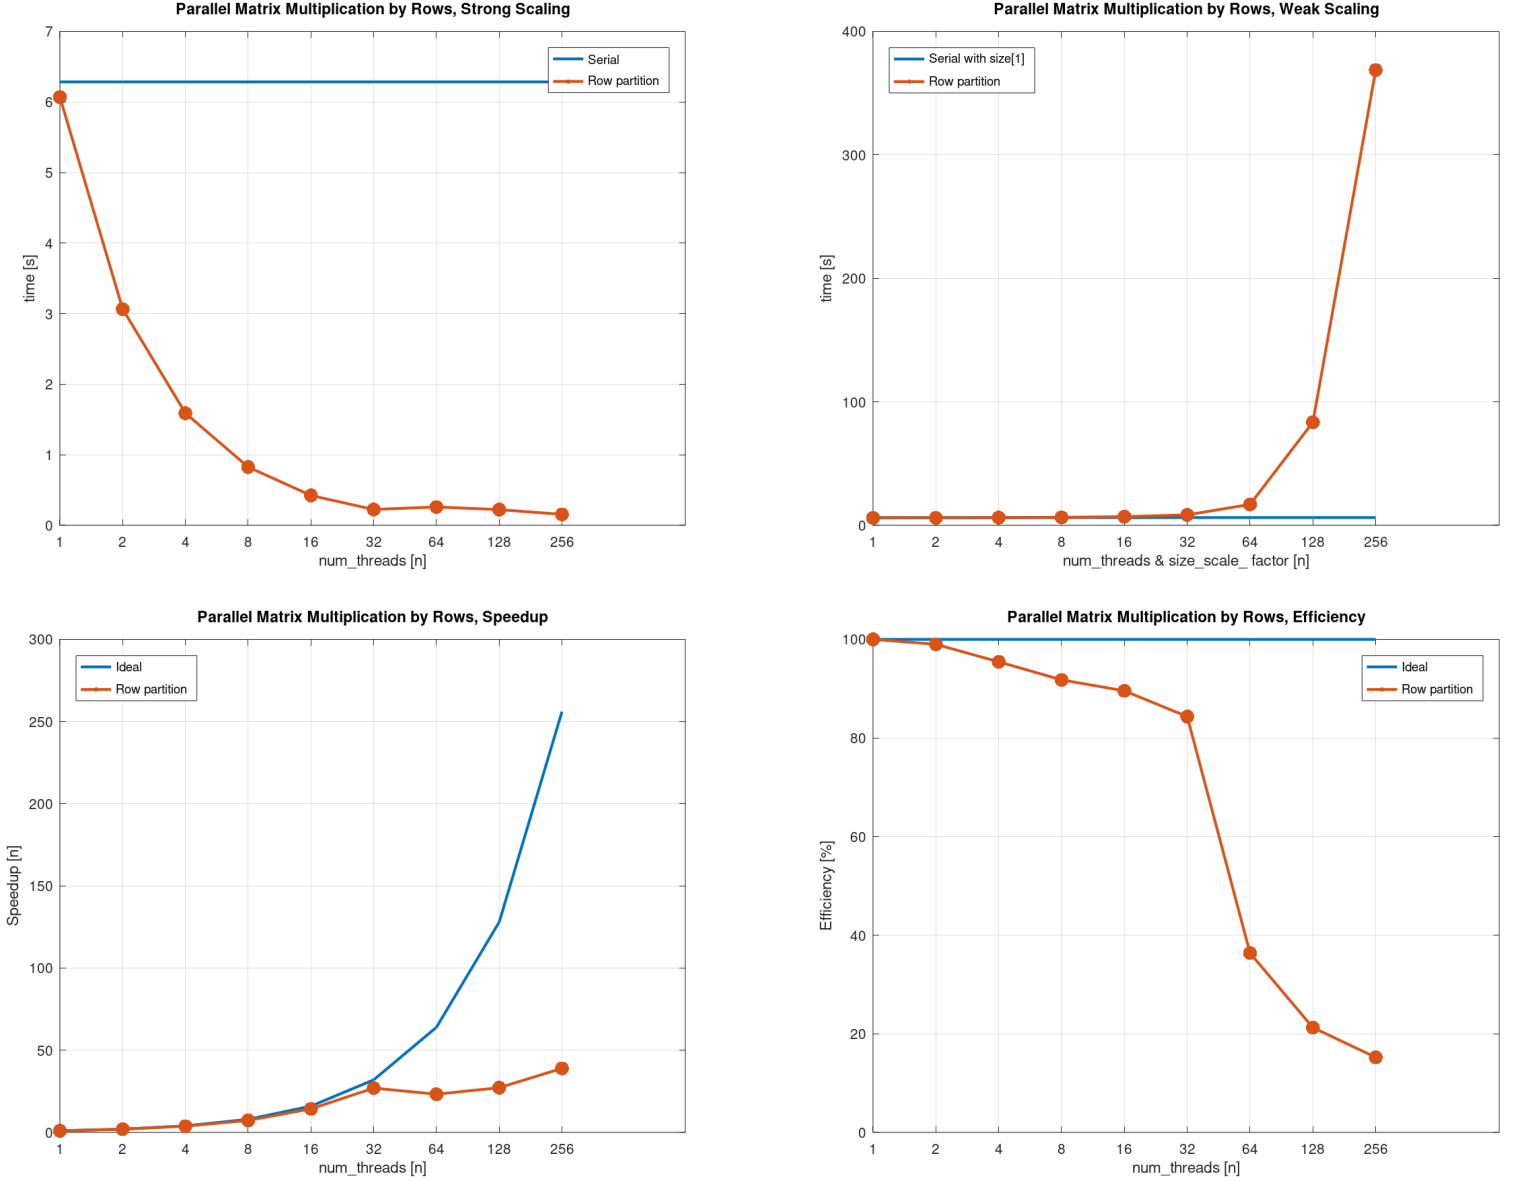 Parallel Matrix Multiplication by Rows, Strong Scaling
7
6
5
4
3
2
1
0
time [s]
Serial
Row partition
1 2 4 8 16 32 64 128 256
num_threads [n]
Parallel Matrix Multiplication by Rows, Weak Scaling
400
300
200
100
0
time [s]
Serial with size[1]
Row partition
1 2 4 8 16 32 64 128 256
num_threads & size_scale_ factor [n]
Parallel Matrix Multiplication by Rows, Speedup
300
250
200
150
100
50
0
Speedup [n]
Ideal
Row partition
1 2 4 8 16 32 64 128 256
num_threads [n]
Parallel Matrix Multiplication by Rows, Efficiency
100
80
60
40
20
0
Efficiency [%]
Ideal
Row partition
1 2 4 8 16 32 64 128 256
num_threads [n]